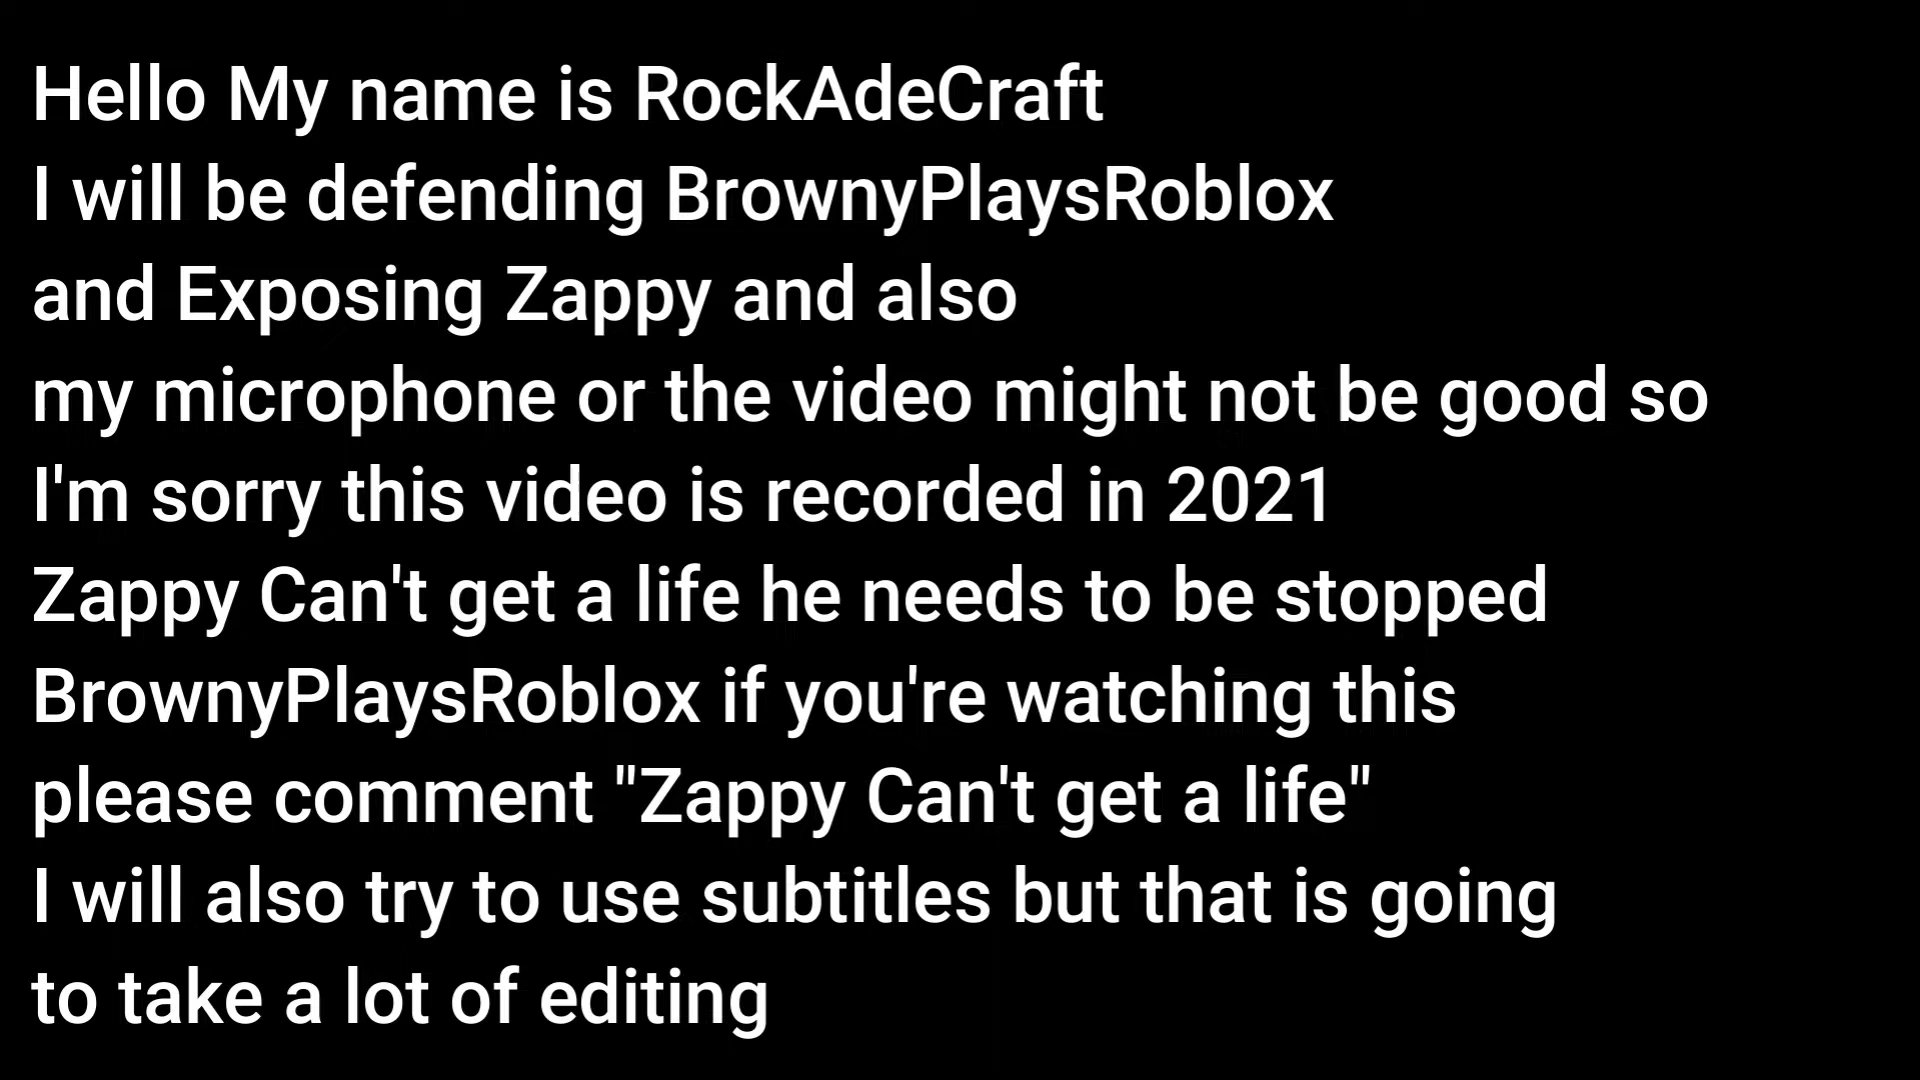 Hello My name is RockAdeCraft
I will be defending BrownyPlaysRoblox
and Exposing Zappy and also
my microphone or the video might not be good so
I'm sorry this video is recorded in 2021
Zappy Can't get a life he needs to be stopped
BrownyPlaysRoblox if you're watching this
please comment "Zappy Can't get a life"
I will also try to use subtitles but that is going
to take a lot of editing